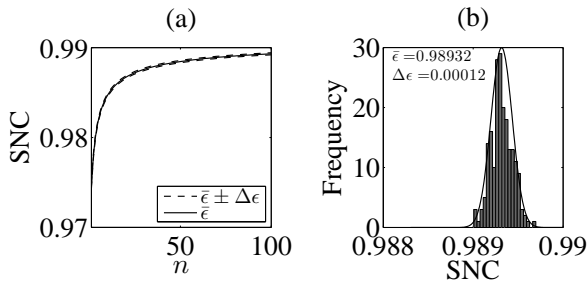 (a)
(b)
SNC
0.99
0.98
0.97
50
100
n
ε̄ ± Δε
ε̄
Frequency
30
20
10
0
ε̄ =0.98932
Δε =0.00012
0.988
0.989
0.99
SNC